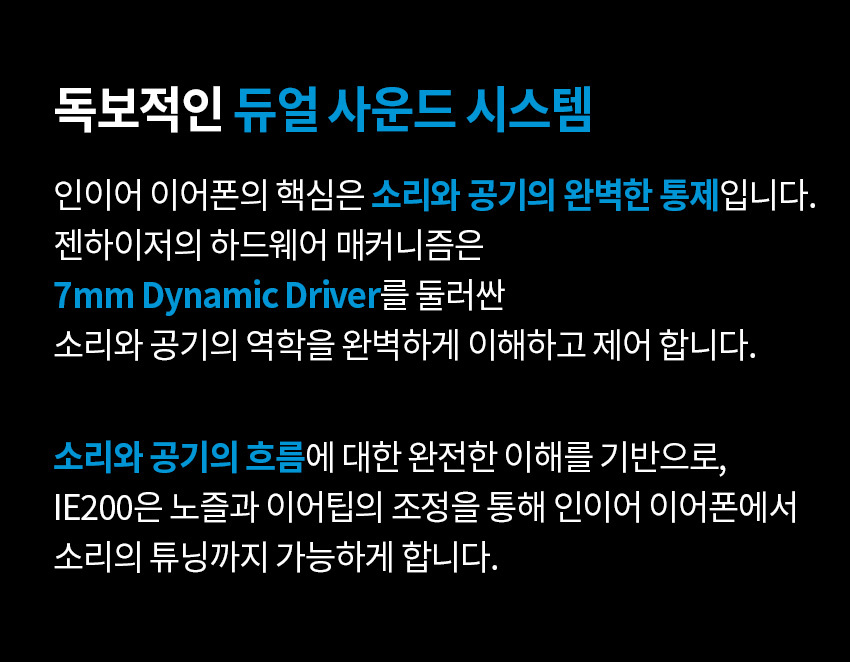 독보적인 듀얼 사운드 시스템
인이어 이어폰의 핵심은 소리와 공기의 완벽한 통제입니다.
젠하이저의 하드웨어 매커니즘은
7mm Dynamic Driver를 둘러싼
소리와 공기의 역학을 완벽하게 이해하고 제어 합니다.
소리와 공기의 흐름에 대한 완전한 이해를 기반으로,
IE200은 노즐과 이어팁의 조정을 통해 인이어 이어폰에서
소리의 튜닝까지 가능하게 합니다.